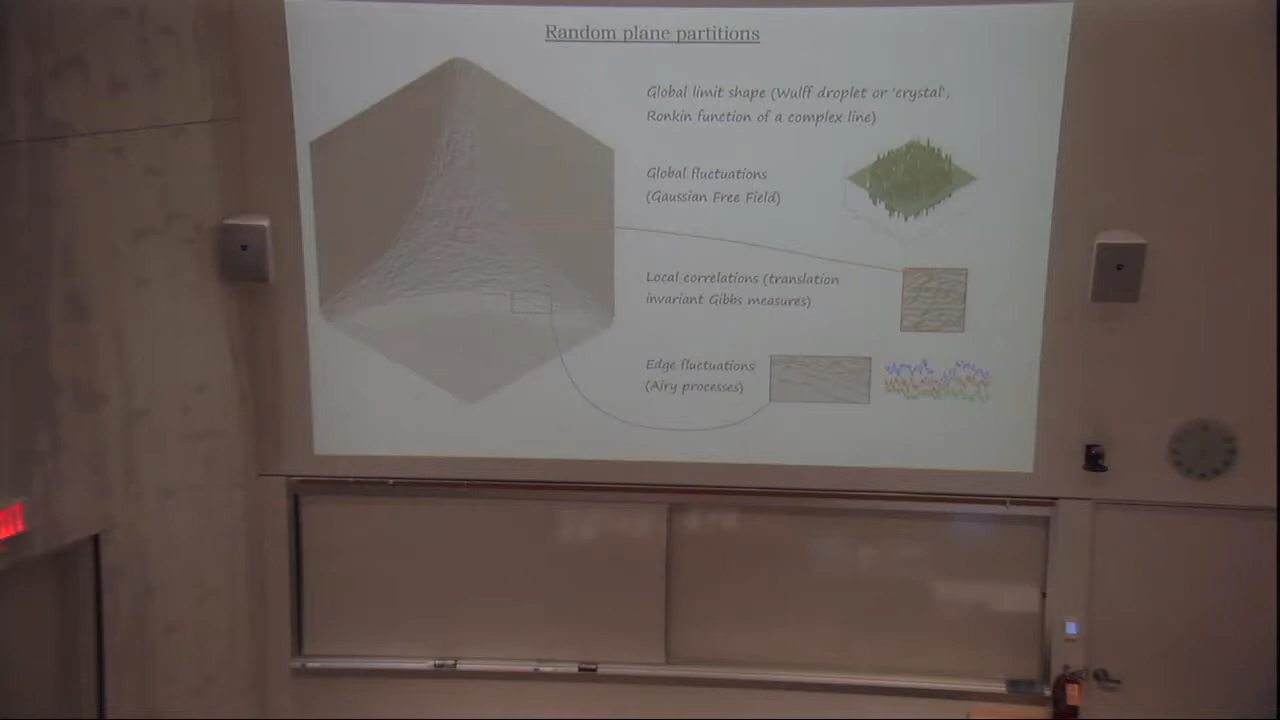 Random plane partitions
Global limit shape (Wulff droplet or 'crystal',
Ronkin function of a complex line)
Global fluctuations
(Gaussian Free Field)
Local correlations (translation
invariant Gibbs measures)
Edge fluctuations
(Airy processes)